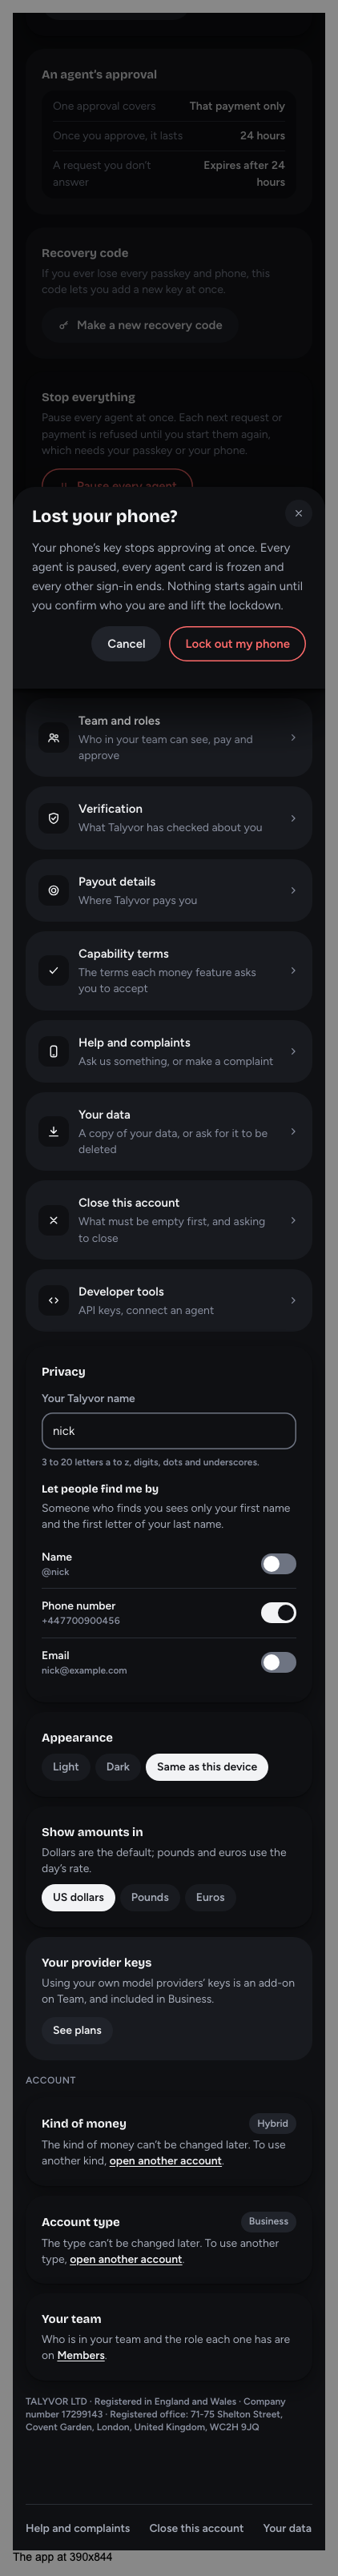 An agent's approval
One approval covers That payment only
Once you approve, it lasts 24 hours
A request you don't Expires after 24
answer hours
Recovery code
If you ever lose every passkey and phone, this
code lets you add a new key at once.
Make a new recovery code
Stop everything
Pause every agent at once. Each next request or
payment is refused until you start them again,
which needs your passkey or your phone.
Pause every agent
Lost your phone?
Your phone's key stops approving at once. Every
agent is paused, every agent card is frozen and
every other sign-in ends. Nothing starts again until
you confirm who you are and lift the lockdown.
Cancel Lock out my phone
Team and roles
Who in your team can see, pay and
approve
Verification
What Talyvor has checked about you
Payout details
Where Talyvor pays you
Capability terms
The terms each money feature asks
you to accept
Help and complaints
Ask us something, or make a complaint
Your data
A copy of your data, or ask for it to be
deleted
Close this account
What must be empty first, and asking
to close
Developer tools
API keys, connect an agent
Privacy
Your Talyvor name
nick
3 to 20 letters a to z, digits, dots and underscores.
Let people find me by
Someone who finds you sees only your first name
and the first letter of your last name.
Name
@nick
Phone number
+447700900456
Email
nick@example.com
Appearance
Light Dark Same as this device
Show amounts in
Dollars are the default; pounds and euros use the
day's rate.
US dollars Pounds Euros
Your provider keys
Using your own model providers' keys is an add-on
on Team, and included in Business.
See plans
ACCOUNT
Kind of money Hybrid
The kind of money can't be changed later. To use
another kind, open another account.
Account type Business
The type can't be changed later. To use another
type, open another account.
Your team
Who is in your team and the role each one has are
on Members.
TALYVOR LTD · Registered in England and Wales · Company
number 17299143 · Registered office: 71-75 Shelton Street,
Covent Garden, London, United Kingdom, WC2H 9JQ
Help and complaints Close this account Your data
The app at 390x844